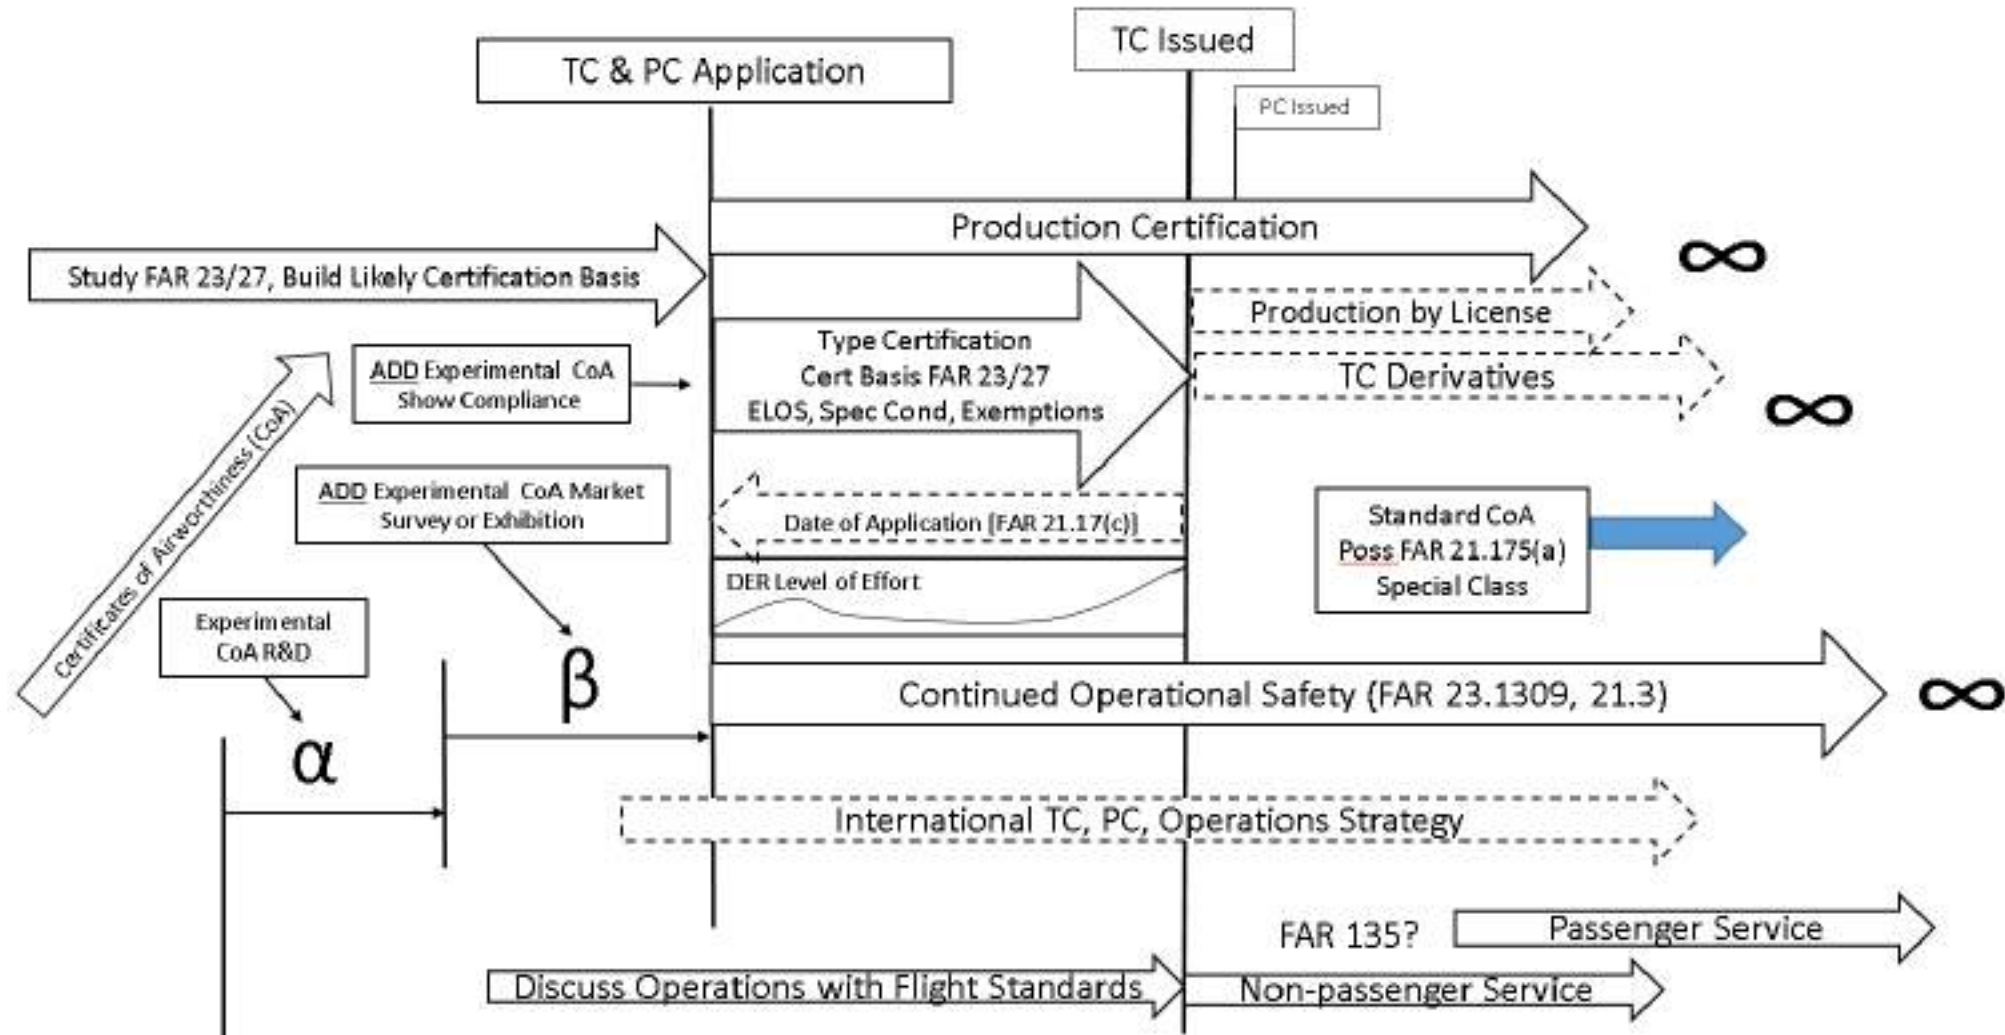 TC & PC Application
TC Issued
PC Issued
Production Certification
∞
Study FAR 23/27, Build Likely Certification Basis
Production by License
Type Certification
Cert Basis FAR 23/27
ELOS, Spec Cond, Exemptions
TC Derivatives
∞
ADD Experimental CoA
Show Compliance
Certificates of Airworthiness (CoA)
ADD Experimental CoA Market
Survey or Exhibition
Date of Application [FAR 21.17(c)]
Standard CoA
Poss FAR 21.175(a)
Special Class
DER Level of Effort
Experimental
CoA R&D
β
Continued Operational Safety (FAR 23.1309, 21.3)
∞
α
International TC, PC, Operations Strategy
FAR 135?
Passenger Service
Discuss Operations with Flight Standards
Non-passenger Service